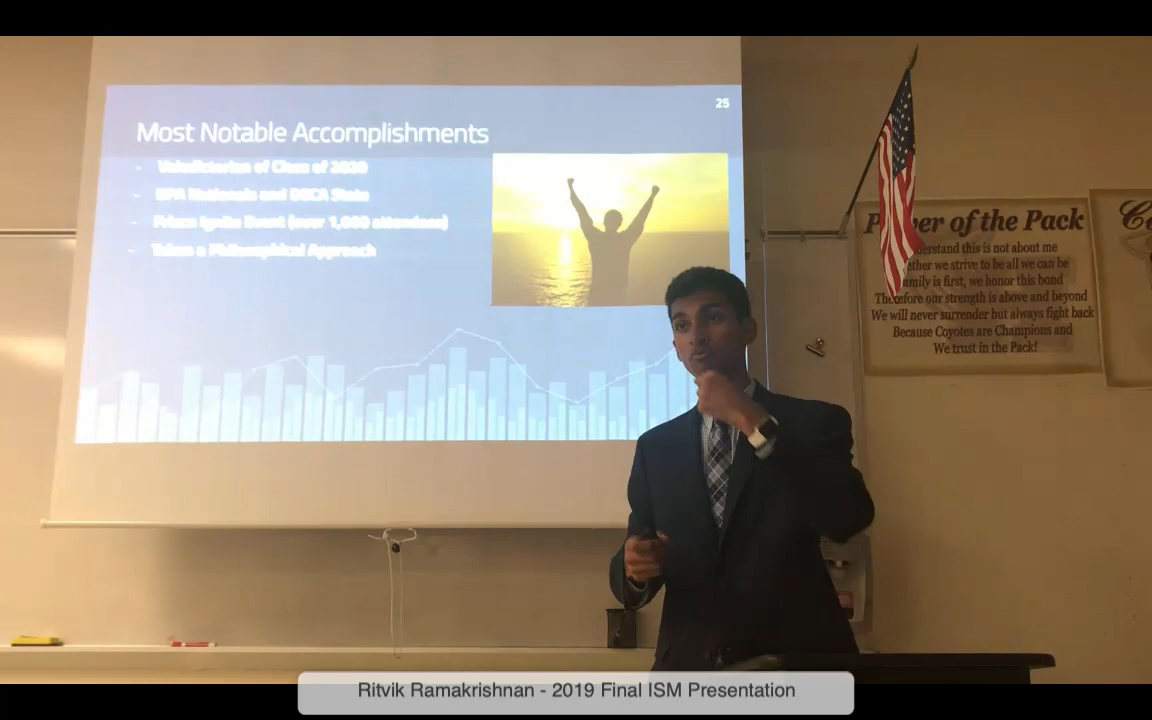 25
Most Notable Accomplishments
- Valedictorian of Class of 2020
- BPA Nationals and DECA State
- Frisco Ignite Event (over 1,000 attendees)
- Takes a Philosophical Approach
Power of the Pack
derstand this is not about me
ther we strive to be all we can be
amily is first, we honor this bond
Therefore our strength is above and beyond
We will never surrender but always fight back
Because Coyotes are Champions and
We trust in the Pack!
Ritvik Ramakrishnan - 2019 Final ISM Presentation